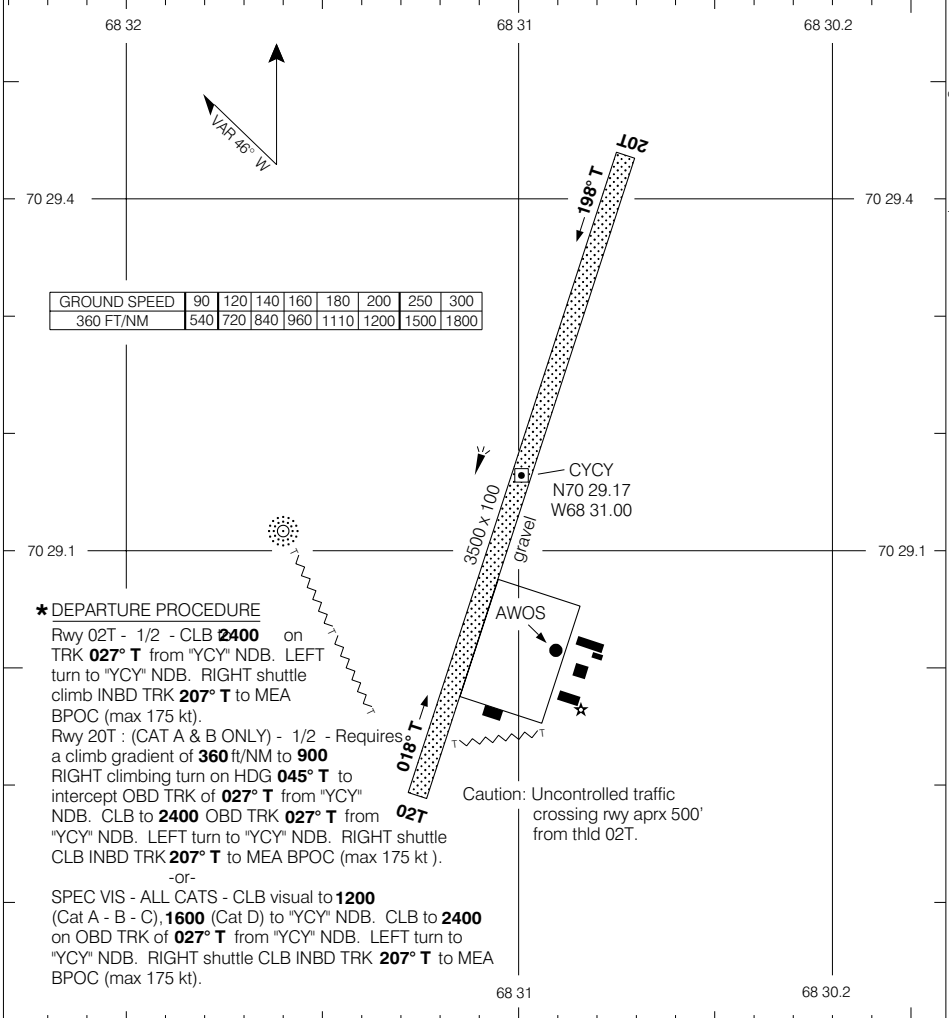 68 32
68 31
68 30.2
VAR 46° W
20T
198° T
70 29.4
70 29.4
GROUND SPEED 90 120 140 160 180 200 250 300
360 FT/NM 540 720 840 960 1110 1200 1500 1800
CYCY
N70 29.17
W68 31.00
3500 x 100
gravel
70 29.1
70 29.1
AWOS
* DEPARTURE PROCEDURE
Rwy 02T - 1/2 - CLB 2400 on
TRK 027° T from "YCY" NDB. LEFT
turn to "YCY" NDB. RIGHT shuttle
climb INBD TRK 207° T to MEA
BPOC (max 175 kt).
Rwy 20T : (CAT A & B ONLY) - 1/2 - Requires
a climb gradient of 360 ft/NM to 900
RIGHT climbing turn on HDG 045° T to
intercept OBD TRK of 027° T from "YCY"
NDB. CLB to 2400 OBD TRK 027° T from
"YCY" NDB. LEFT turn to "YCY" NDB. RIGHT shuttle
CLB INBD TRK 207° T to MEA BPOC (max 175 kt ).
-or-
SPEC VIS - ALL CATS - CLB visual to 1200
(Cat A - B - C), 1600 (Cat D) to "YCY" NDB. CLB to 2400
on OBD TRK of 027° T from "YCY" NDB. LEFT turn to
"YCY" NDB. RIGHT shuttle CLB INBD TRK 207° T to MEA
BPOC (max 175 kt).
T T
T T
018° T
02T
Caution: Uncontrolled traffic
crossing rwy aprx 500'
from thld 02T.
68 31
68 30.2